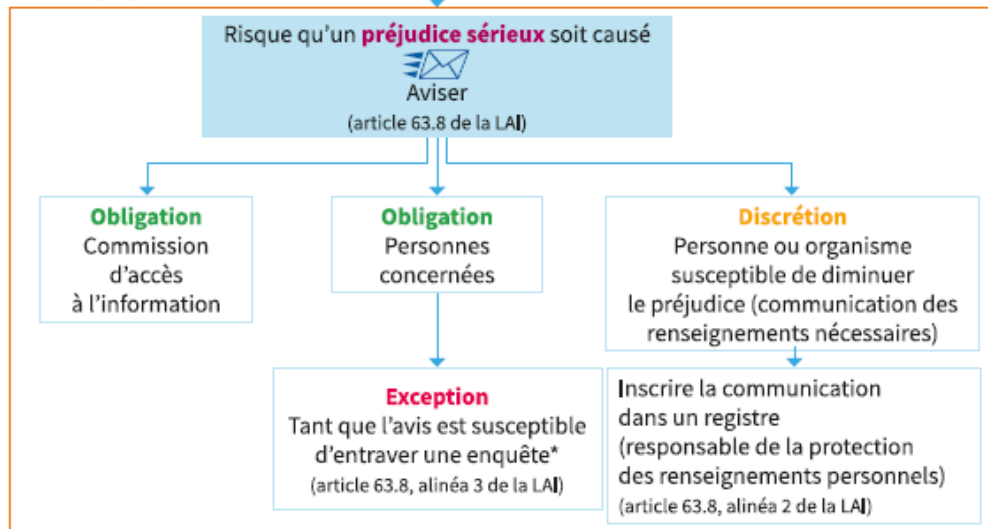 Risque qu'un préjudice sérieux soit causé
Aviser
(article 63.8 de la LAI)
Obligation
Commission
d'accès
à l'information
Obligation
Personnes
concernées
Discrétion
Personne ou organisme
susceptible de diminuer
le préjudice (communication des
renseignements nécessaires)
Exception
Tant que l'avis est susceptible
d'entraver une enquête*
(article 63.8, alinéa 3 de la LAI)
Inscrire la communication
dans un registre
(responsable de la protection
des renseignements personnels)
(article 63.8, alinéa 2 de la LAI)